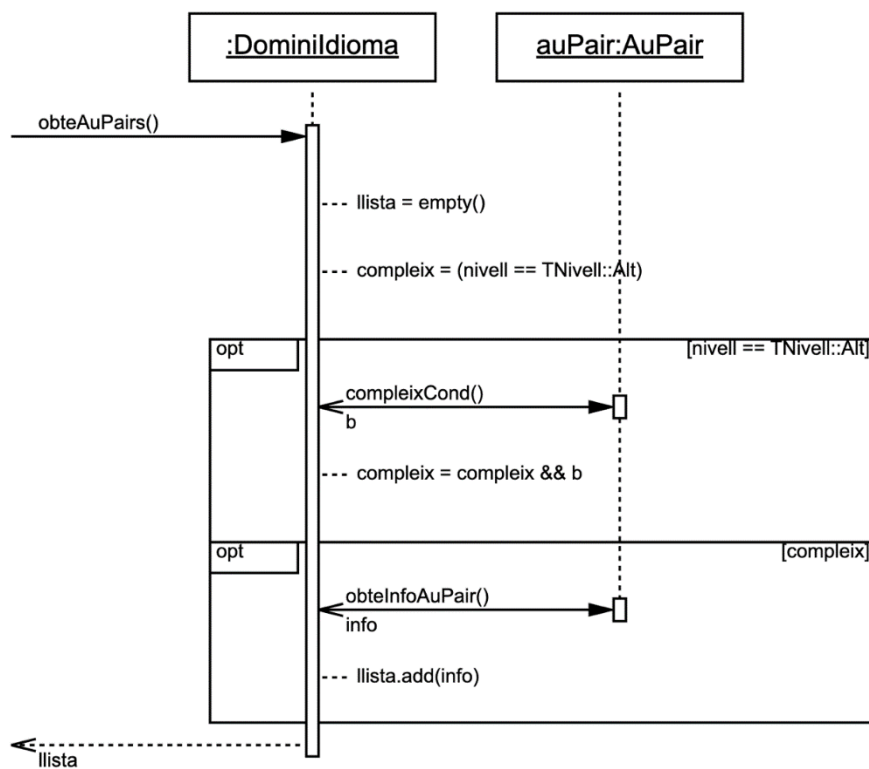 :DominiIdioma
auPair:AuPair
obteAuPairs()
llista = empty()
compleix = (nivell == TNivell::Alt)
opt
[nivell == TNivell::Alt]
compleixCond()
b
compleix = compleix && b
opt
[compleix]
obteInfoAuPair()
info
llista.add(info)
llista